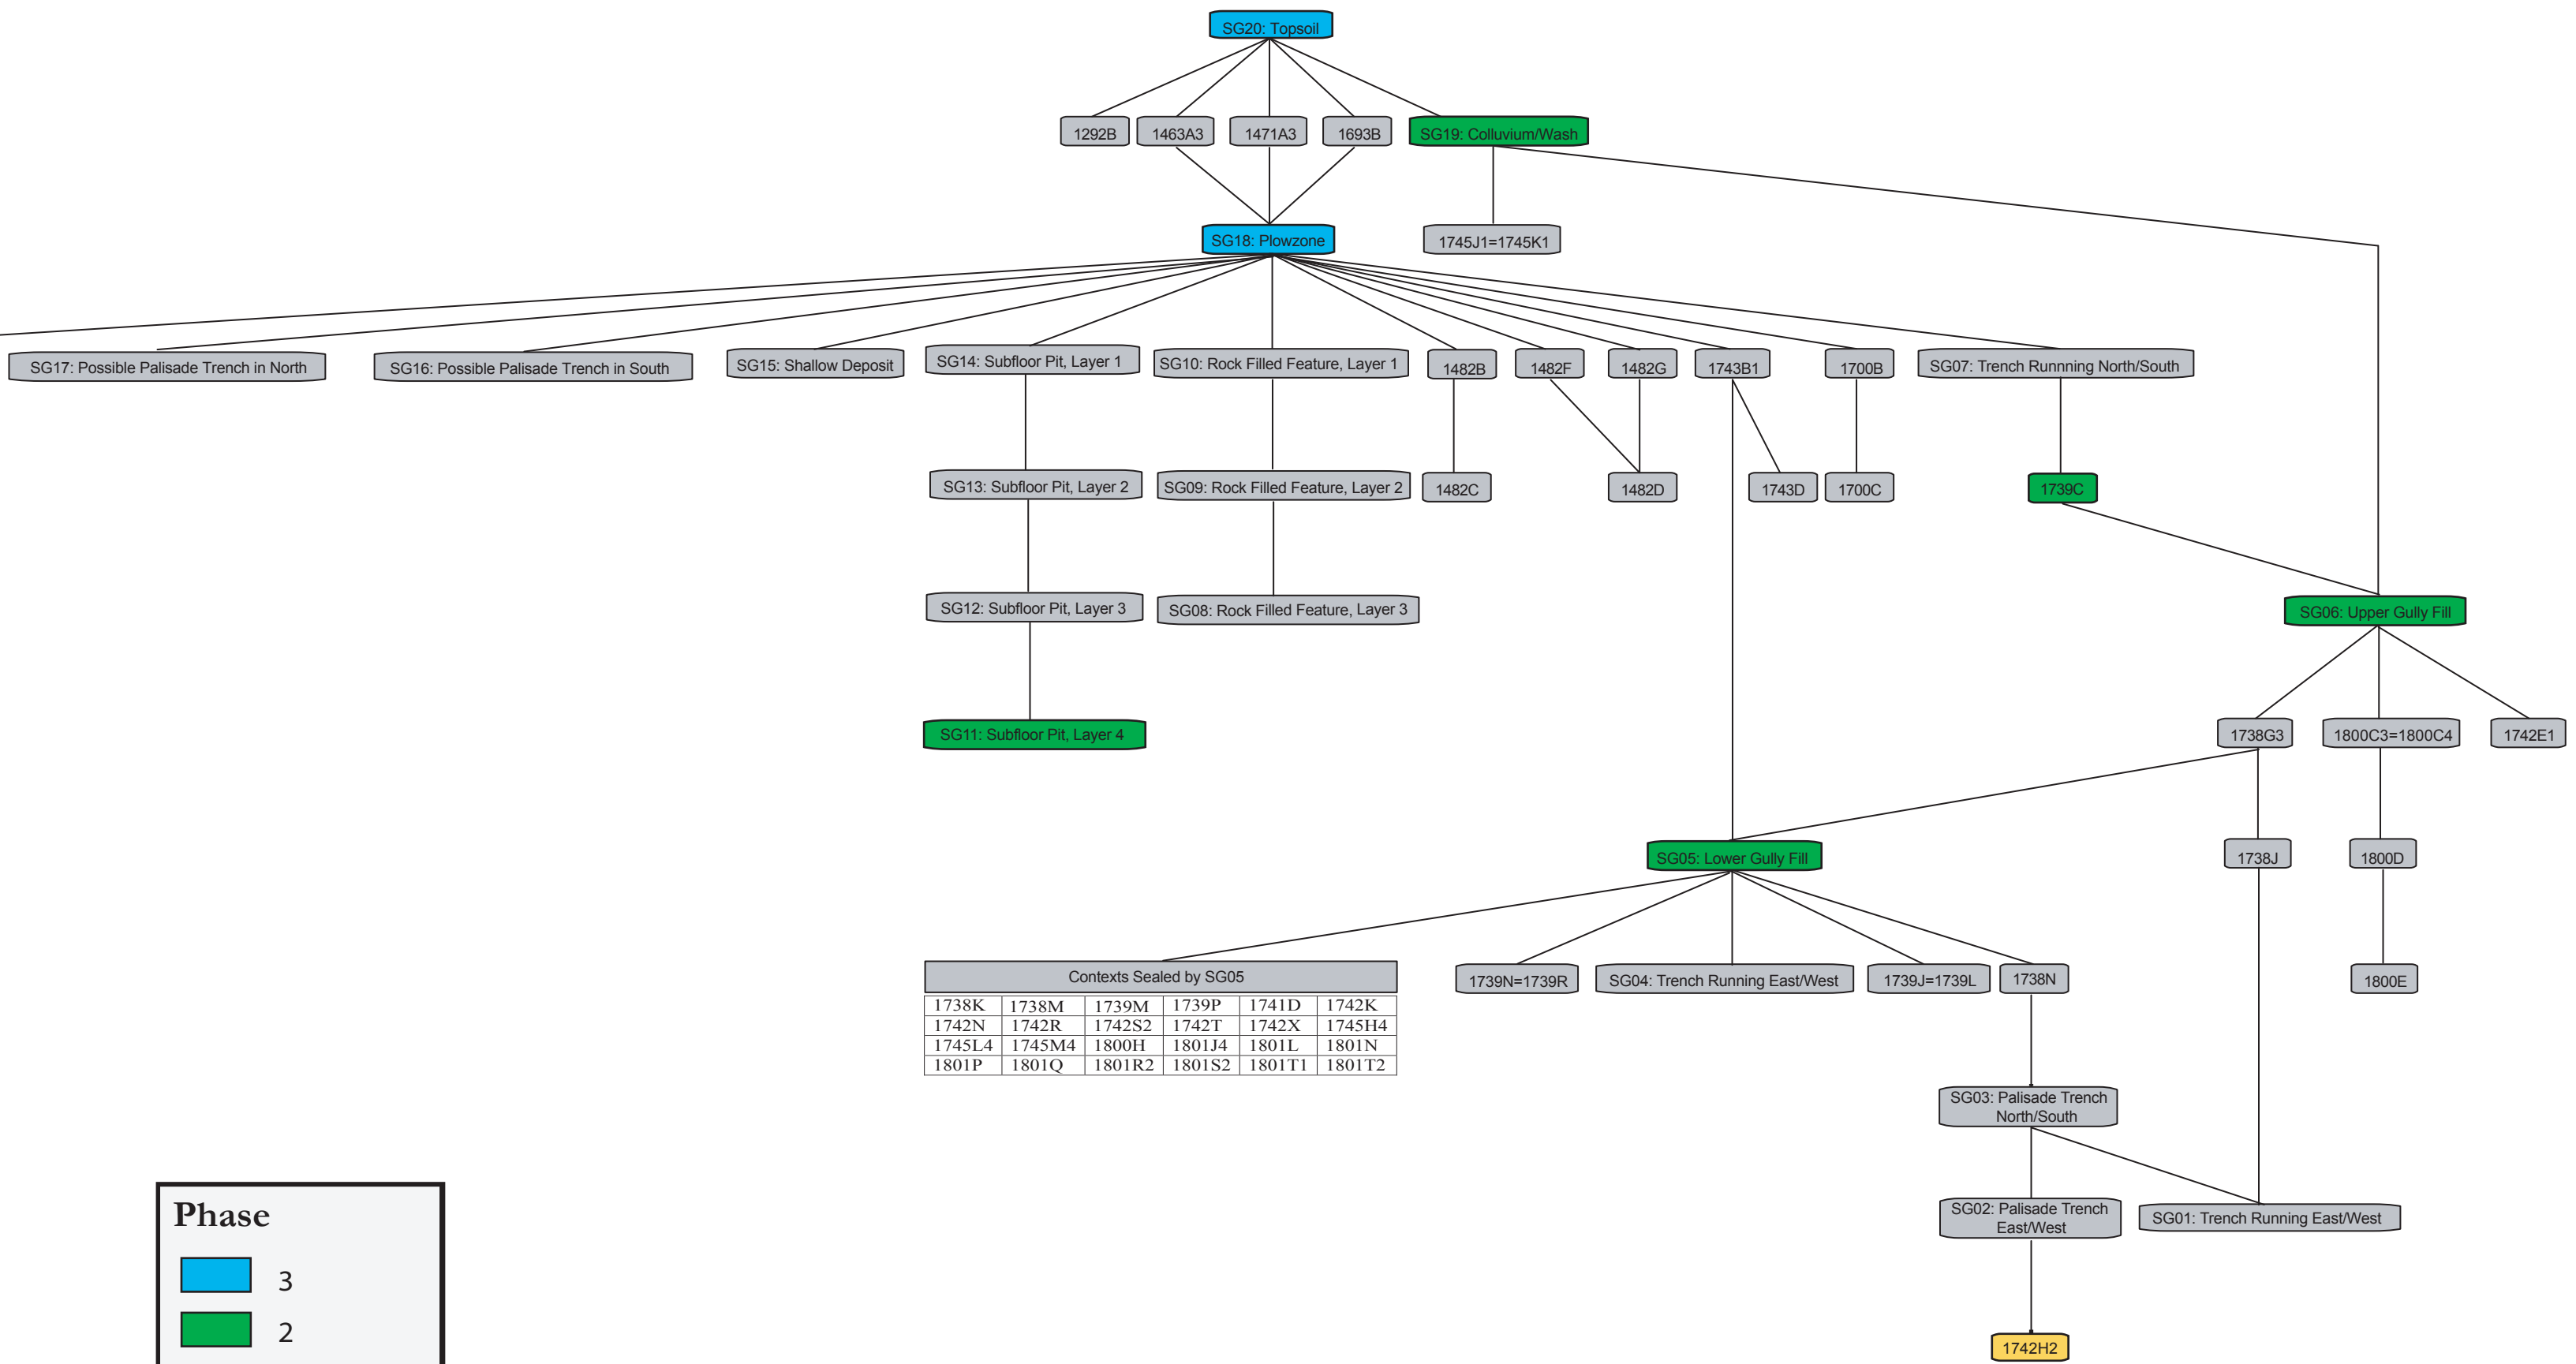 SG20: Topsoil
1292B
1463A3
1471A3
1693B
SG19: Colluvium/Wash
SG18: Plowzone
1745J1=1745K1
SG17: Possible Palisade Trench in North
SG16: Possible Palisade Trench in South
SG15: Shallow Deposit
SG14: Subfloor Pit, Layer 1
SG10: Rock Filled Feature, Layer 1
1482B
1482F
1482G
1743B1
1700B
SG07: Trench Runnning North/South
SG13: Subfloor Pit, Layer 2
SG09: Rock Filled Feature, Layer 2
1482C
1482D
1743D
1700C
1739C
SG12: Subfloor Pit, Layer 3
SG08: Rock Filled Feature, Layer 3
SG06: Upper Gully Fill
SG11: Subfloor Pit, Layer 4
1738G3
1800C3=1800C4
1742E1
SG05: Lower Gully Fill
1738J
1800D
Contexts Sealed by SG05
1738K 1738M 1739M 1739P 1741D 1742K
1742N 1742R 1742S2 1742T 1742X 1745H4
1745L4 1745M4 1800H 1801J4 1801L 1801N
1801P 1801Q 1801R2 1801S2 1801T1 1801T2
1739N=1739R
SG04: Trench Running East/West
1739J=1739L
1738N
1800E
SG03: Palisade Trench
North/South
SG02: Palisade Trench
East/West
SG01: Trench Running East/West
1742H2
Phase
3
2